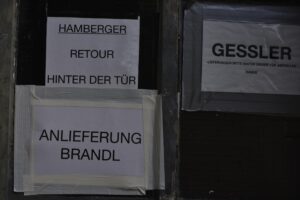 HAMBERGER
RETOUR
HINTER DER TÜR
ANLIEFERUNG
BRANDL
GESSLER